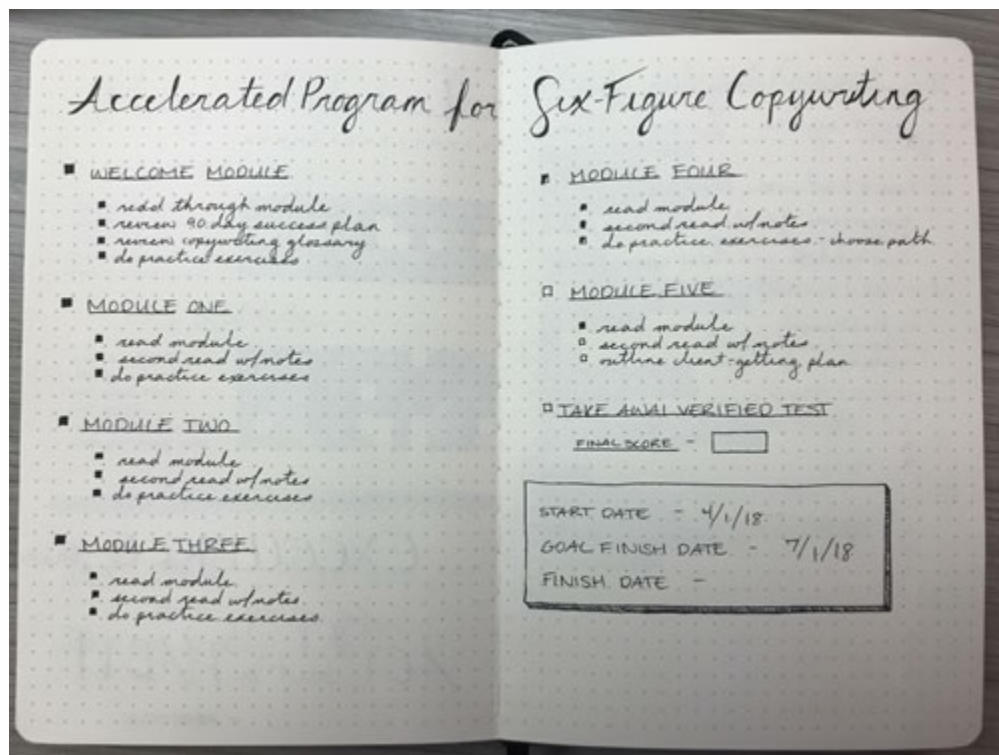 Accelerated Program for Six-Figure Copywriting
WELCOME MODULE
read through module
review 90 day success plan
review copywriting glossary
do practice exercises
MODULE ONE
read module
second read w/notes
do practice exercises
MODULE TWO
read module
second read w/notes
do practice exercises
MODULE THREE
read module
second read w/notes
do practice exercises
MODULE FOUR
read module
second read w/notes
do practice exercises - choose path
MODULE FIVE
read module
second read w/notes
outline client-getting plan
TAKE AWAI VERIFIED TEST
FINAL SCORE -
START DATE - 4/1/18
GOAL FINISH DATE - 7/1/18
FINISH DATE -